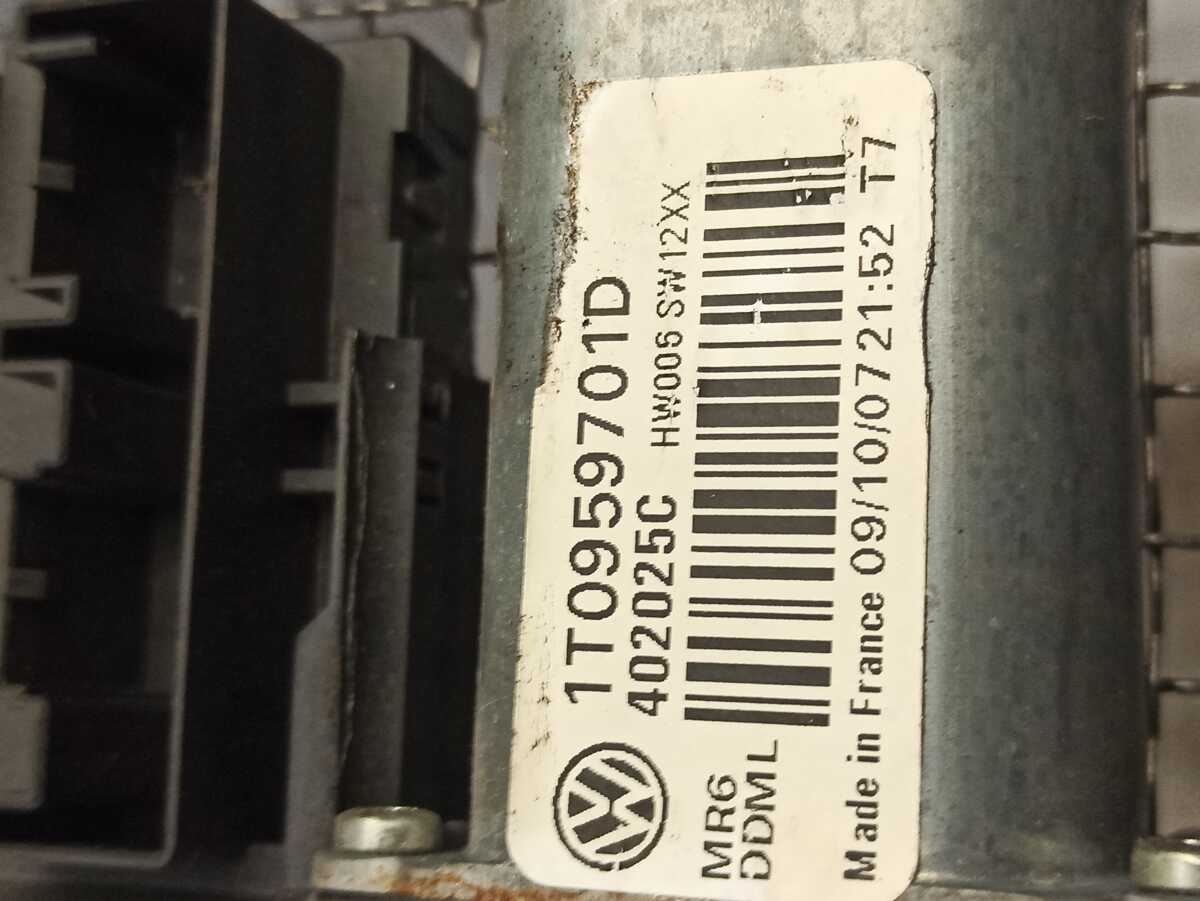 1T0959701D
402025C
HW006 SW12XX
MR6
DDML
Made in France 09/10/07 21:52 T7